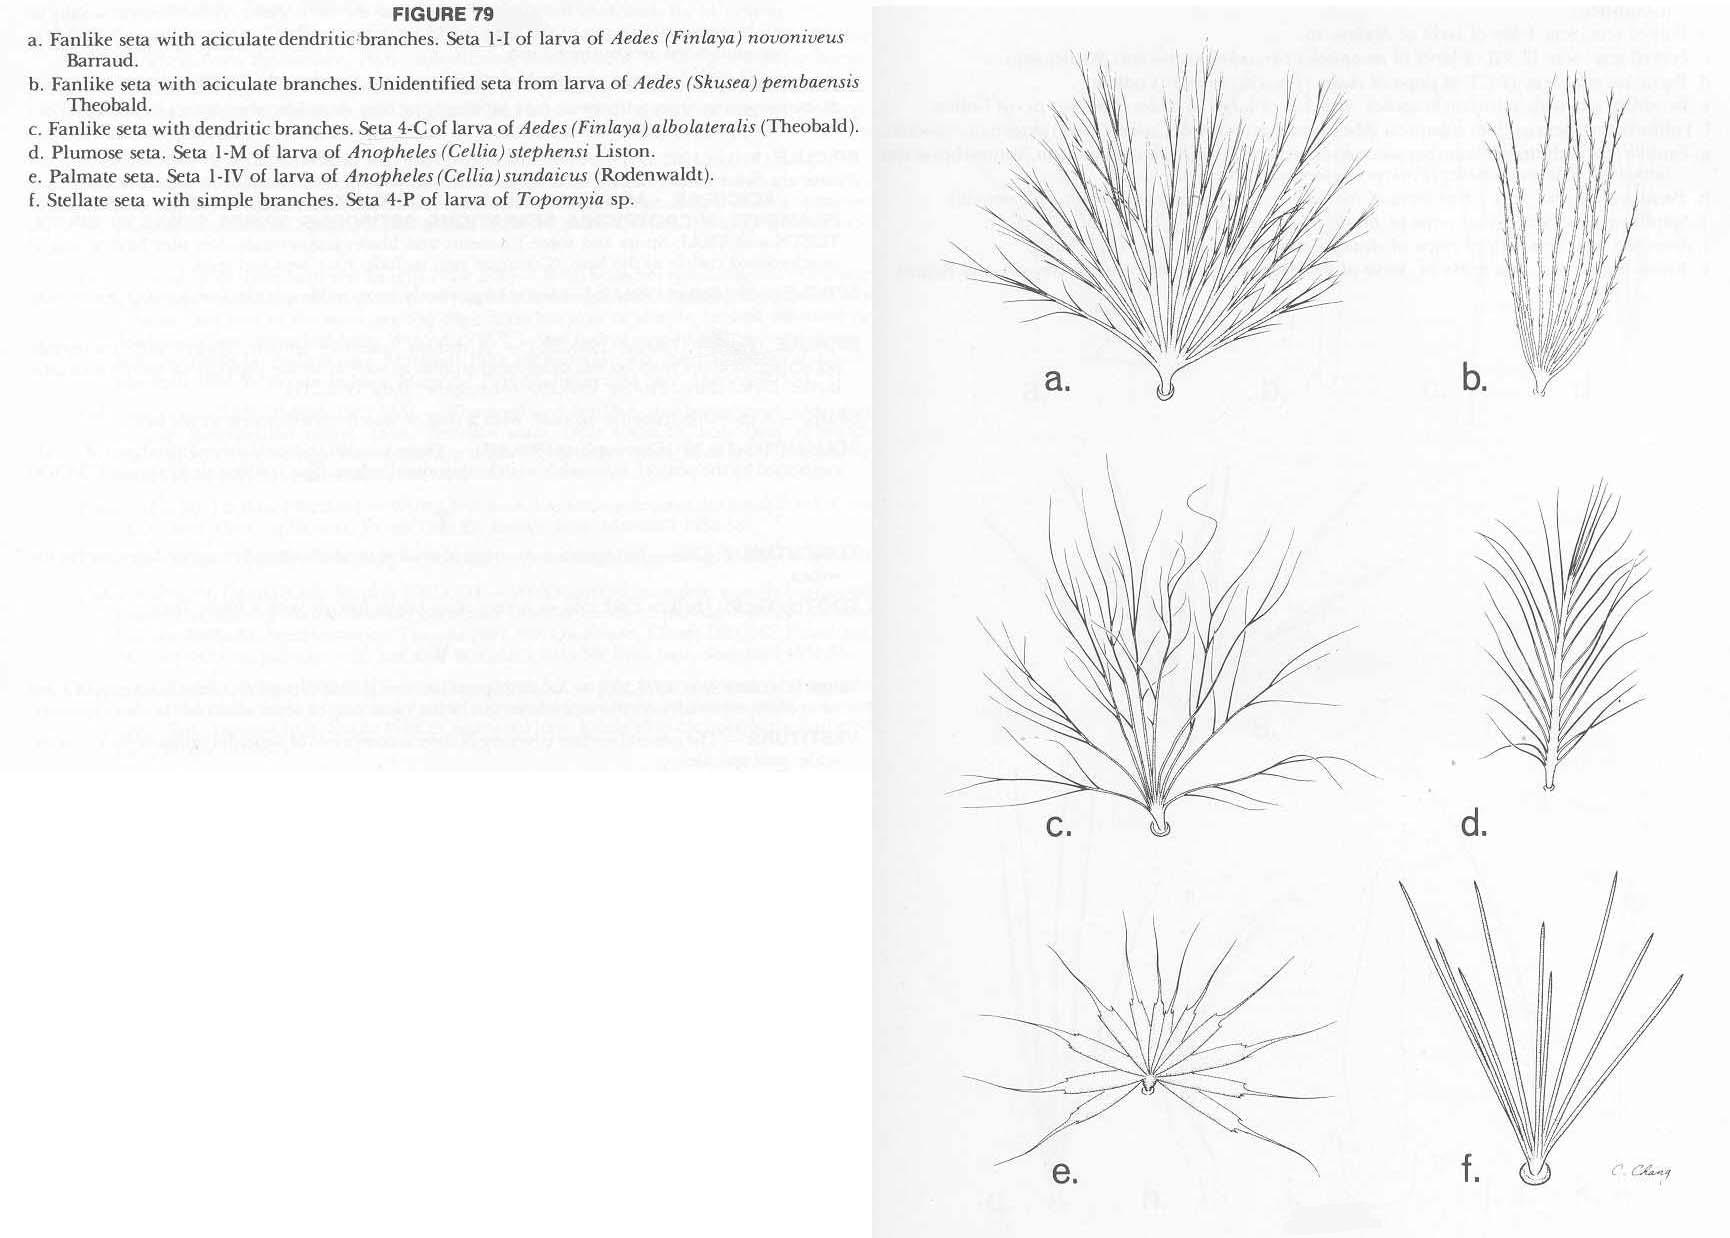 FIGURE 79
a. Fanlike seta with aciculate dendritic branches. Seta 1-I of larva of Aedes (Finlaya) novoniveus
Barraud.
b. Fanlike seta with aciculate branches. Unidentified seta from larva of Aedes (Skusea) pembaensis
Theobald.
c. Fanlike seta with dendritic branches. Seta 4-C of larva of Aedes (Finlaya) albolateralis (Theobald).
d. Plumose seta. Seta 1-M of larva of Anopheles (Cellia) stephensi Liston.
e. Palmate seta. Seta 1-IV of larva of Anopheles (Cellia) sundaicus (Rodenwaldt).
f. Stellate seta with simple branches. Seta 4-P of larva of Topomyia sp.
a.
b.
c.
d.
e.
f.
C. Chang